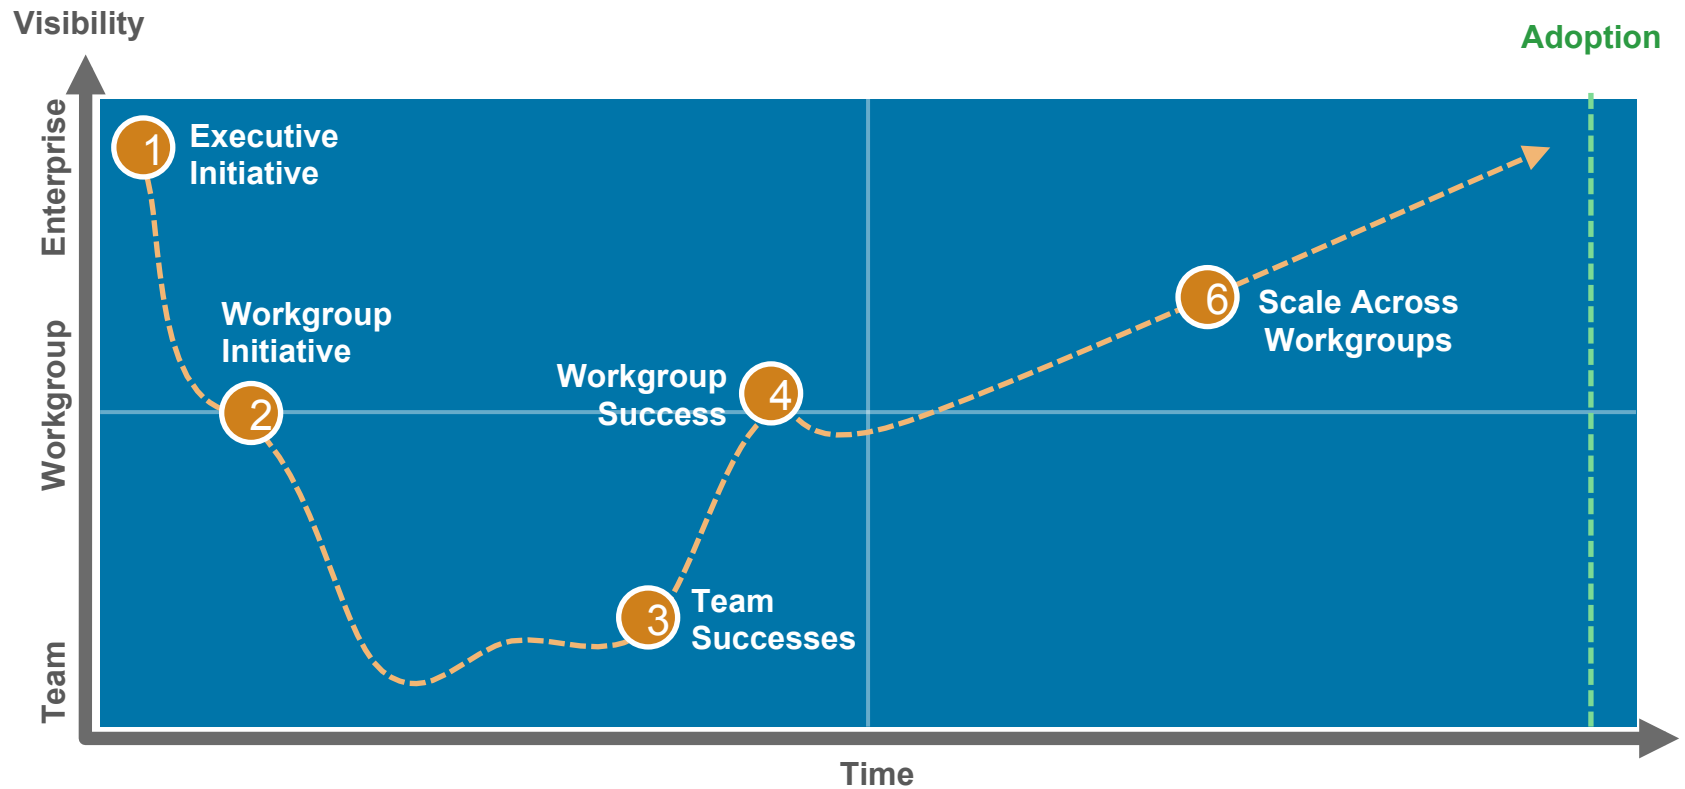 Visibility
Adoption
Enterprise
Workgroup
Team
1
Executive
Initiative
Workgroup
Initiative
2
Workgroup
Success
4
3
Team
Successes
6
Scale Across
Workgroups
Time